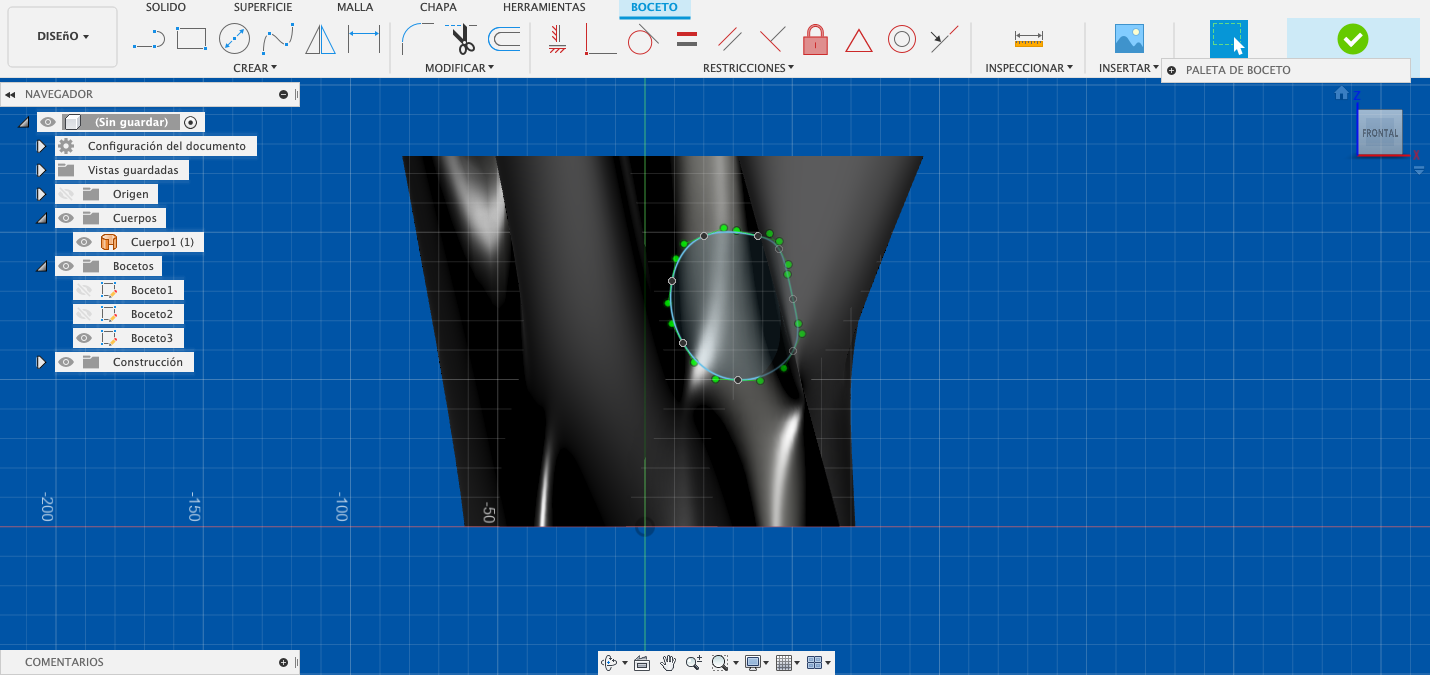 SOLIDO SUPERFICIE MALLA CHAPA HERRAMIENTAS BOCETO
DISEñO
CREAR MODIFICAR RESTRICCIONES INSPECCIONAR INSERTAR
PALETA DE BOCETO
NAVEGADOR
(Sin guardar)
Configuración del documento
Vistas guardadas
Origen
Cuerpos
Cuerpo1 (1)
Bocetos
Boceto1
Boceto2
Boceto3
Construcción
Z
FRONTAL
X
-200
-150
-100
-50
COMENTARIOS